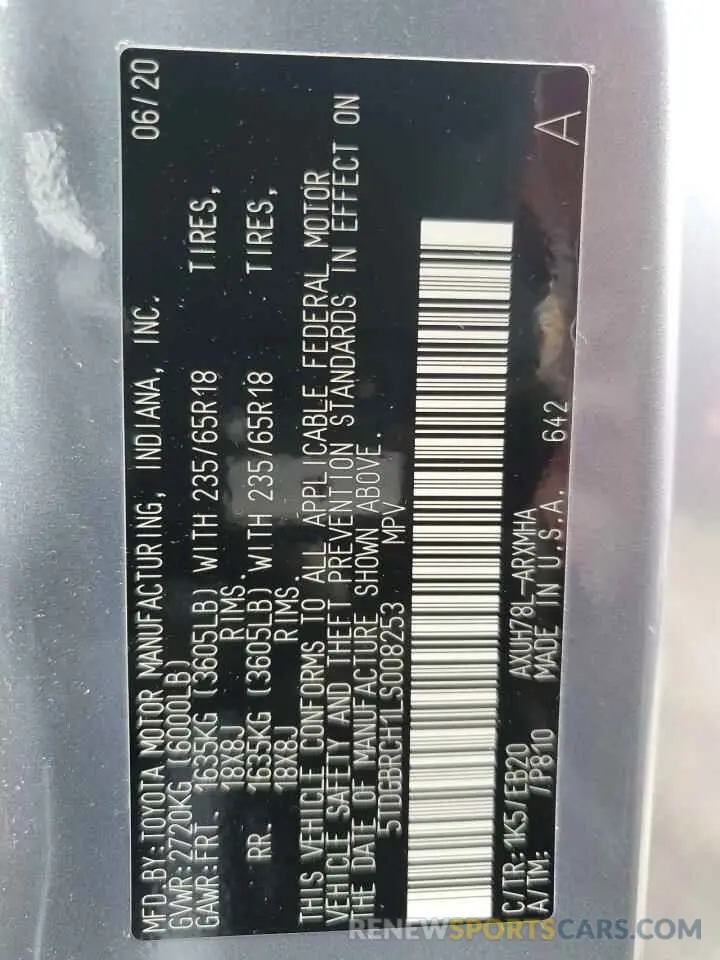 MFD.BY:TOYOTA MOTOR MANUFACTURING, INDIANA, INC. 06/20
GVWR:2720KG (6000LB)
GAWR:FRT. 1635KG (3605LB) WITH 235/65R18 TIRES,
18X8J RIMS.
RR. 1635KG (3605LB) WITH 235/65R18 TIRES,
18X8J RIMS.
THIS VEHICLE CONFORMS TO ALL APPLICABLE FEDERAL MOTOR
VEHICLE SAFETY AND THEFT PREVENTION STANDARDS IN EFFECT ON
THE DATE OF MANUFACTURE SHOWN ABOVE.
5TDGBRCH1LS008253 MPV
C/TR:1K5/EB20 AXUH78L-ARXMHA
A/TM: /P810 MADE IN U.S.A. 642 A
RENEWSPORTSCARS.COM